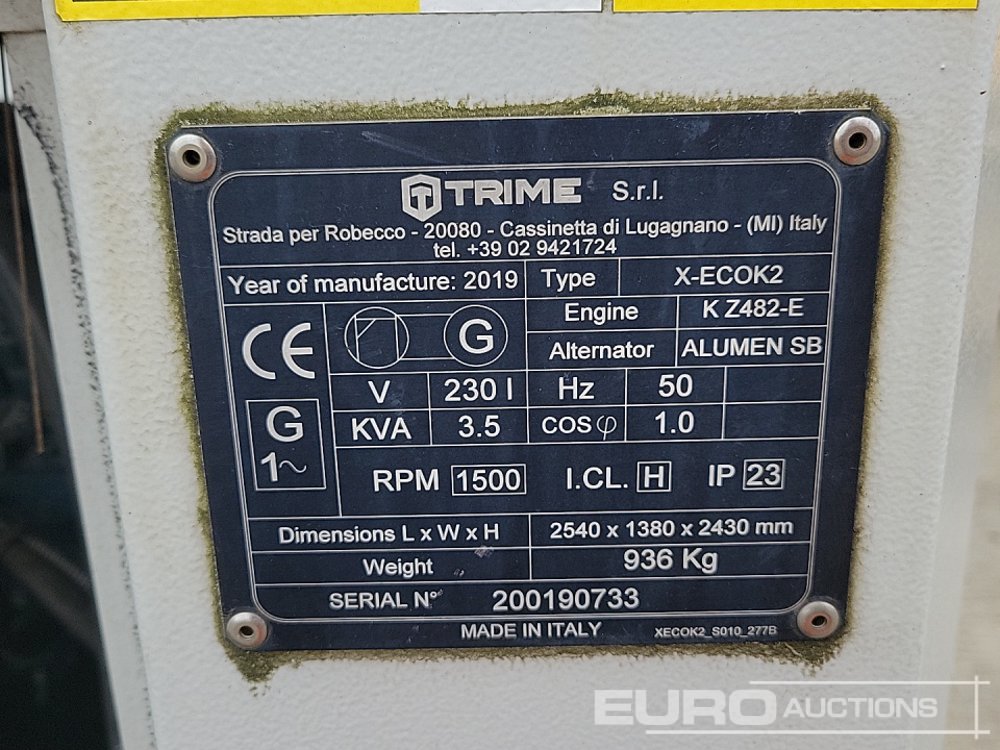 TRIME S.r.l.
Strada per Robecco - 20080 - Cassinetta di Lugagnano - (MI) Italy
tel. +39 02 9421724
Year of manufacture: 2019 Type X-ECOK2
Engine K Z482-E
CE G
Alternator ALUMEN SB
V 230 I Hz 50
G 1~
KVA 3.5 COS φ 1.0
RPM 1500 I.CL. H IP 23
Dimensions L x W x H 2540 x 1380 x 2430 mm
Weight 936 Kg
SERIAL N° 200190733
MADE IN ITALY XECOK2_S010_277B
EURO AUCTIONS